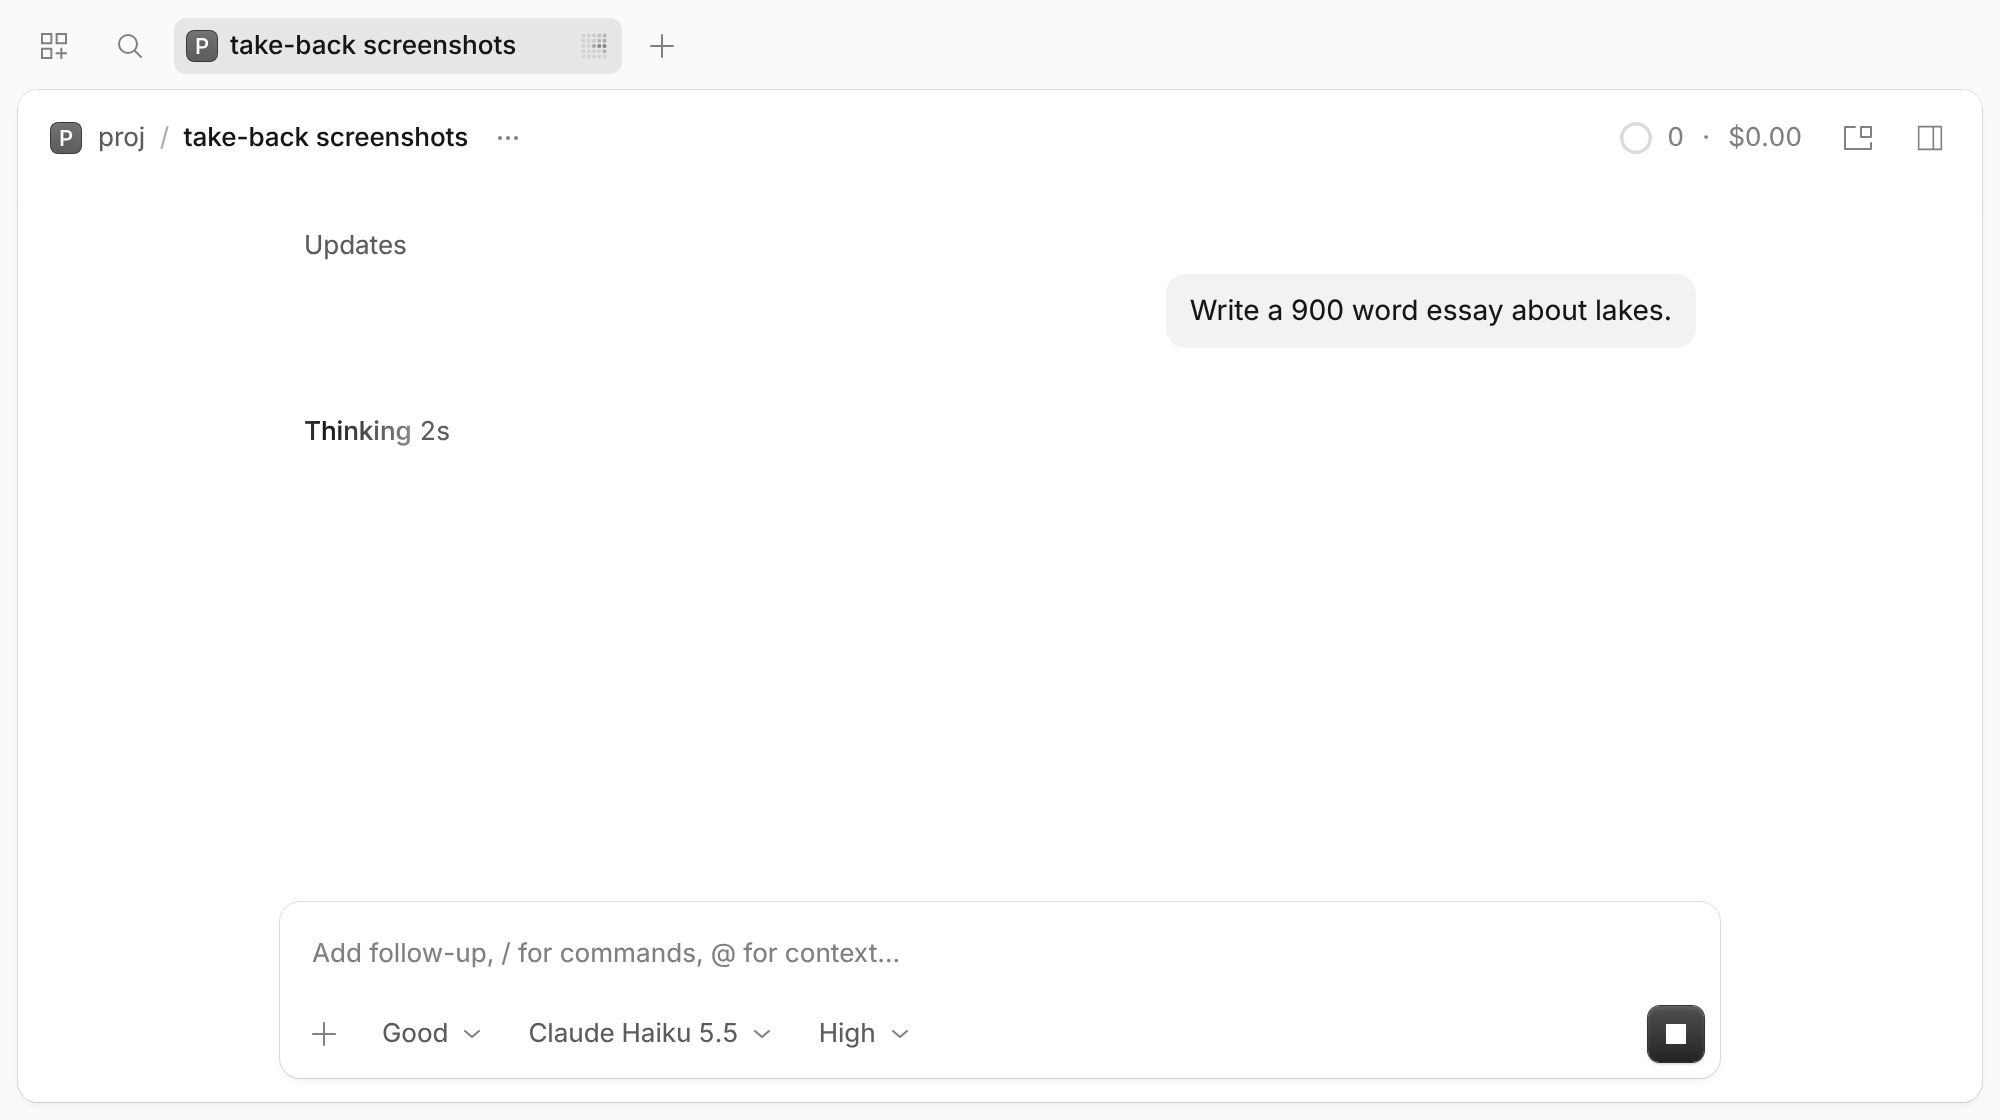 P take-back screenshots
P proj / take-back screenshots ... 0 · $0.00
Updates
Write a 900 word essay about lakes.
Thinking 2s
Add follow-up, / for commands, @ for context...
Good Claude Haiku 5.5 High